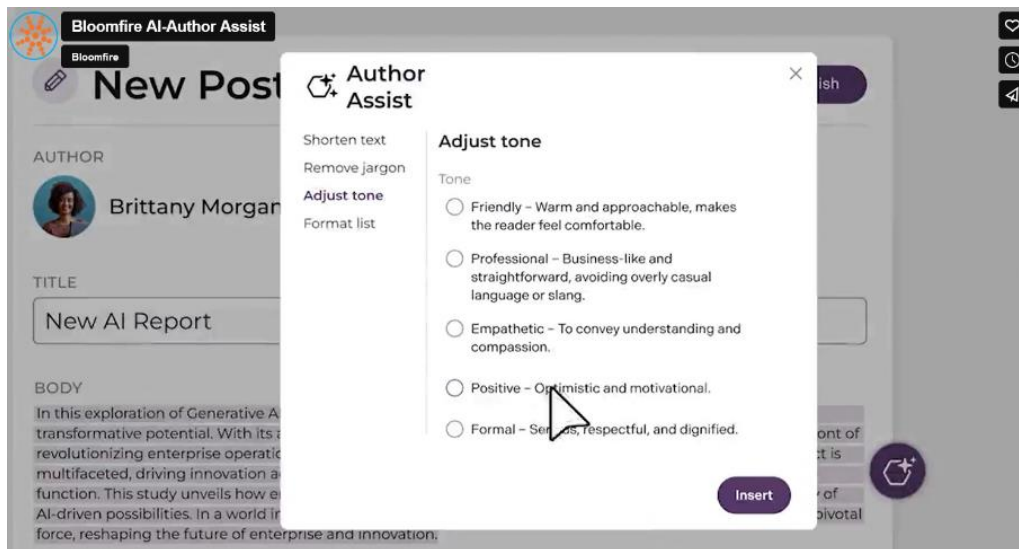 Bloomfire AI-Author Assist
Bloomfire
New Post
ish
AUTHOR
Brittany Morgan
TITLE
New AI Report
BODY
In this exploration of Generative A
transformative potential. With its
ont of
revolutionizing enterprise operatio
ct is
multifaceted, driving innovation a
function. This study unveils how e
of
AI-driven possibilities. In a world in
pivotal
force, reshaping the future of enterprise and innovation.
Author
Assist
Shorten text
Remove jargon
Adjust tone
Format list
Adjust tone
Tone
Friendly – Warm and approachable, makes
the reader feel comfortable.
Professional – Business-like and
straightforward, avoiding overly casual
language or slang.
Empathetic – To convey understanding and
compassion.
Positive – Optimistic and motivational.
Formal – Serious, respectful, and dignified.
Insert